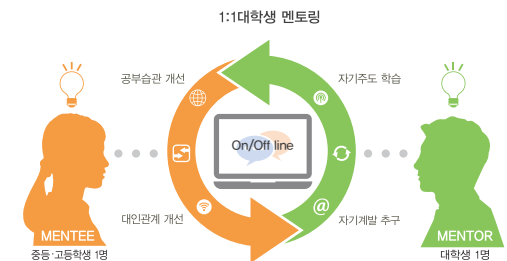 1:1대학생 멘토링
공부습관 개선
자기주도 학습
On/Off line
대인관계 개선
@
자기계발 추구
MENTEE
MENTOR
중등·고등학생 1명
대학생 1명